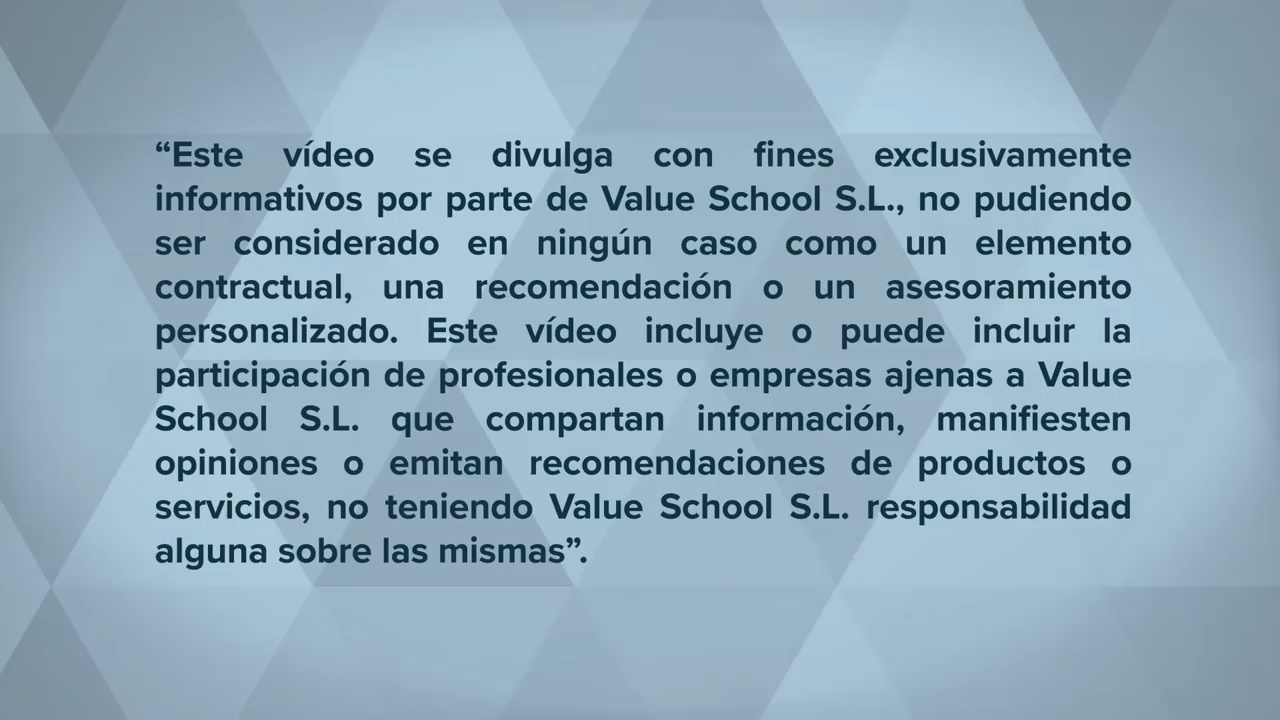 “Este vídeo se divulga con fines exclusivamente
informativos por parte de Value School S.L., no pudiendo
ser considerado en ningún caso como un elemento
contractual, una recomendación o un asesoramiento
personalizado. Este vídeo incluye o puede incluir la
participación de profesionales o empresas ajenas a Value
School S.L. que compartan información, manifiesten
opiniones o emitan recomendaciones de productos o
servicios, no teniendo Value School S.L. responsabilidad
alguna sobre las mismas”.